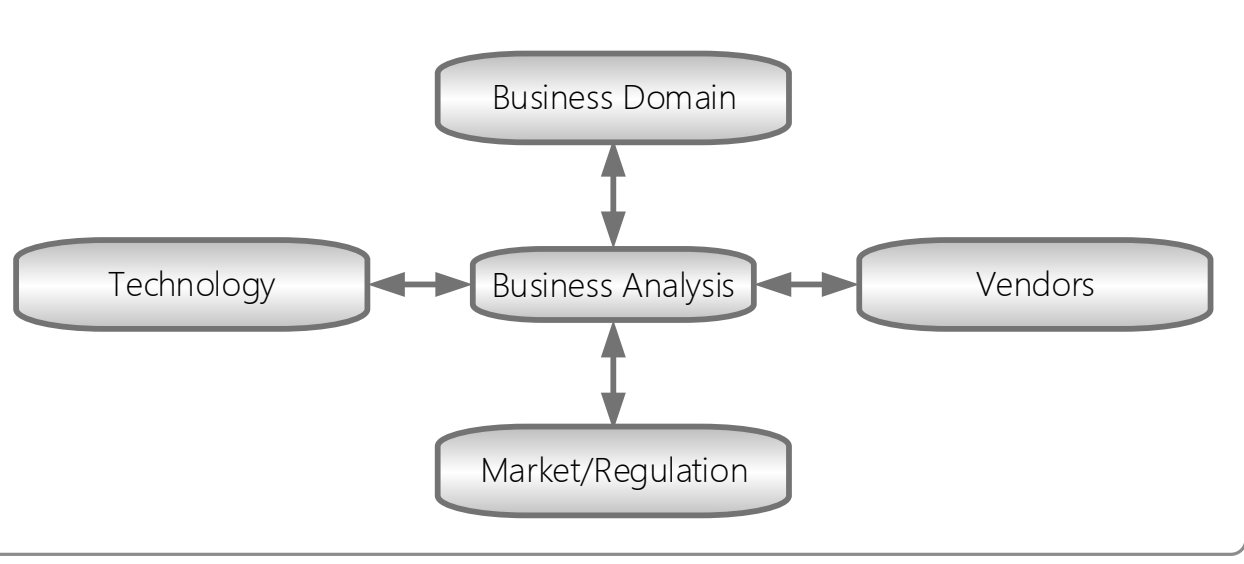 Business Domain
Technology
Business Analysis
Vendors
Market/Regulation